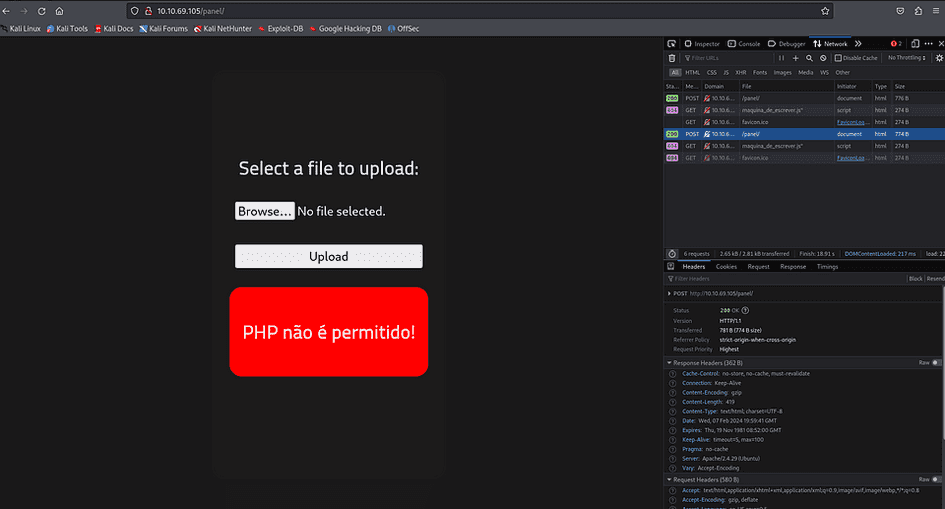 10.10.69.105/panel/
Kali Linux Kali Tools Kali Docs Kali Forums Kali NetHunter Exploit-DB Google Hacking DB OffSec
Inspector Console Debugger Network 2
Filter URLs Disable Cache No Throttling
All HTML CSS JS XHR Fonts Images Media WS Other
Sta... Me... Domain File Initiator Type Size
200 POST 10.10.6... /panel/ document html 776 B
404 GET 10.10.6... maquina_de_escrever.js" script html 274 B
GET 10.10.6... favicon.ico FaviconLoa... html 274 B
200 POST 10.10.6... /panel/ document html 774 B
404 GET 10.10.6... maquina_de_escrever.js" script html 274 B
404 GET 10.10.6... favicon.ico FaviconLoa... html 274 B
Select a file to upload:
Browse... No file selected.
Upload
PHP não é permitido!
6 requests 2.65 kB / 2.81 kB transferred Finish: 18.91 s DOMContentLoaded: 217 ms load: 22
Headers Cookies Request Response Timings
Filter Headers Block Resend
POST http://10.10.69.105/panel/
Status 200 OK
Version HTTP/1.1
Transferred 781 B (774 B size)
Referrer Policy strict-origin-when-cross-origin
Request Priority Highest
Response Headers (362 B) Raw
Cache-Control: no-store, no-cache, must-revalidate
Connection: Keep-Alive
Content-Encoding: gzip
Content-Length: 419
Content-Type: text/html; charset=UTF-8
Date: Wed, 07 Feb 2024 19:59:41 GMT
Expires: Thu, 19 Nov 1981 08:52:00 GMT
Keep-Alive: timeout=5, max=100
Pragma: no-cache
Server: Apache/2.4.29 (Ubuntu)
Vary: Accept-Encoding
Request Headers (580 B) Raw
Accept: text/html,application/xhtml+xml,application/xml;q=0.9,image/avif,image/webp,*/*;q=0.8
Accept-Encoding: gzip, deflate